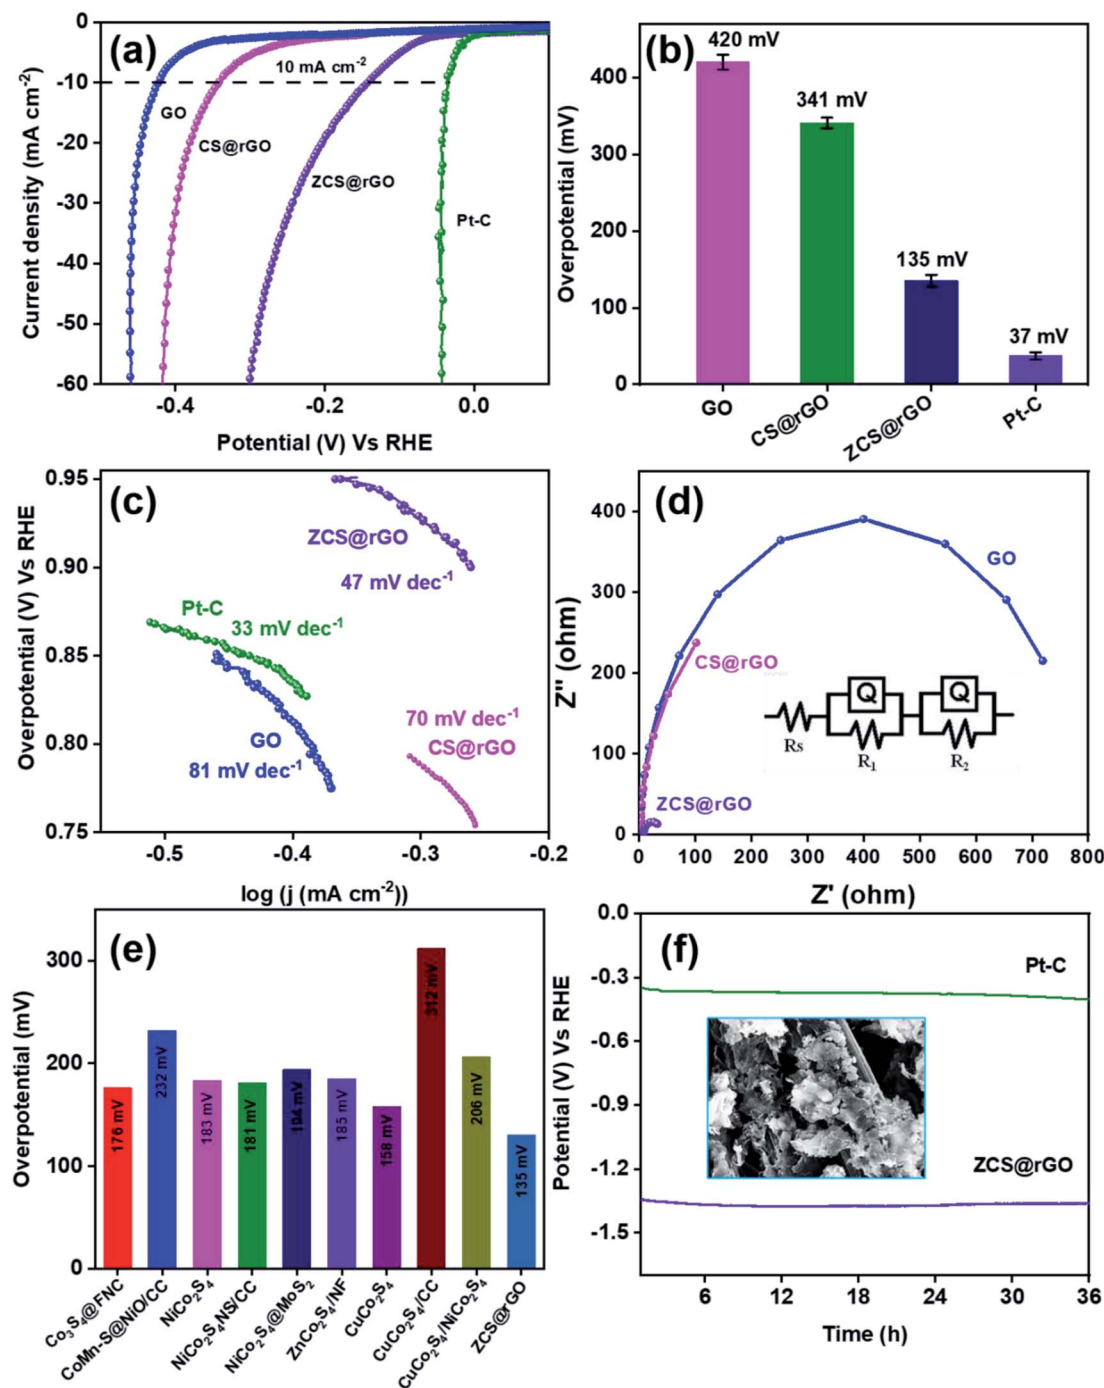 (a)
0
-10
-20
-30
-40
-50
-60
Current density (mA cm⁻²)
10 mA cm⁻²
GO
CS@rGO
ZCS@rGO
Pt-C
-0.4
-0.2
0.0
Potential (V) Vs RHE
(b)
400
300
200
100
0
Overpotential (mV)
420 mV
341 mV
135 mV
37 mV
GO
CS@rGO
ZCS@rGO
Pt-C
(c)
0.95
0.90
0.85
0.80
0.75
Overpotential (V) Vs RHE
ZCS@rGO
47 mV dec⁻¹
Pt-C
33 mV dec⁻¹
GO
81 mV dec⁻¹
70 mV dec⁻¹
CS@rGO
-0.5
-0.4
-0.3
-0.2
log (j (mA cm⁻²))
(d)
400
300
200
100
0
Z'' (ohm)
GO
CS@rGO
ZCS@rGO
Rs
Q
R₁
Q
R₂
0 100 200 300 400 500 600 700 800
Z' (ohm)
(e)
300
200
100
0
Overpotential (mV)
176 mV
232 mV
183 mV
181 mV
194 mV
185 mV
158 mV
312 mV
206 mV
135 mV
Co₃S₄@FNC
CoMn-S@NiO/CC
NiCo₂S₄
NiCo₂S₄NS/CC
NiCo₂S₄@MoS₂
ZnCo₂S₄/NF
CuCo₂S₄
CuCo₂S₄/CC
CuCo₂S₄/NiCo₂S₄
ZCS@rGO
(f)
0.0
-0.3
-0.6
-0.9
-1.2
-1.5
Potential (V) Vs RHE
Pt-C
ZCS@rGO
6 12 18 24 30 36
Time (h)